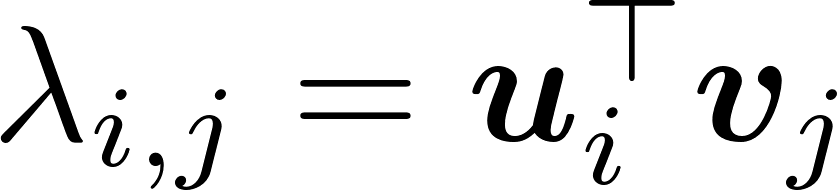 λ_{i,j} = u_i^⊤ v_j